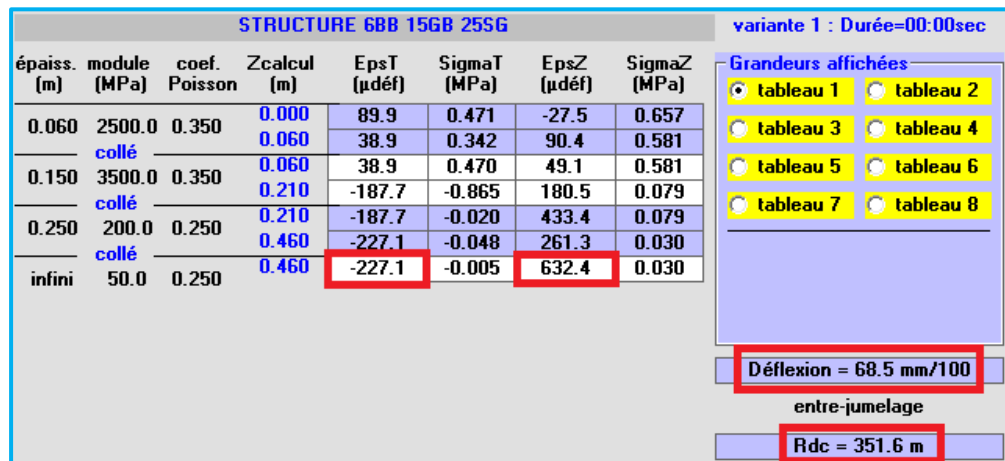 STRUCTURE 6BB 15GB 25SG
variante 1 : Durée=00:00sec
épaiss. module coef. Zcalcul EpsT SigmaT EpsZ SigmaZ
(m) (MPa) Poisson (m) (µdéf) (MPa) (µdéf) (MPa)
0.000 89.9 0.471 -27.5 0.657
0.060 2500.0 0.350
0.060 38.9 0.342 90.4 0.581
collé
0.060 38.9 0.470 49.1 0.581
0.150 3500.0 0.350
0.210 -187.7 -0.865 180.5 0.079
collé
0.210 -187.7 -0.020 433.4 0.079
0.250 200.0 0.250
0.460 -227.1 -0.048 261.3 0.030
collé
0.460 -227.1 -0.005 632.4 0.030
infini 50.0 0.250
Grandeurs affichées
tableau 1 tableau 2
tableau 3 tableau 4
tableau 5 tableau 6
tableau 7 tableau 8
Déflexion = 68.5 mm/100
entre-jumelage
Rdc = 351.6 m